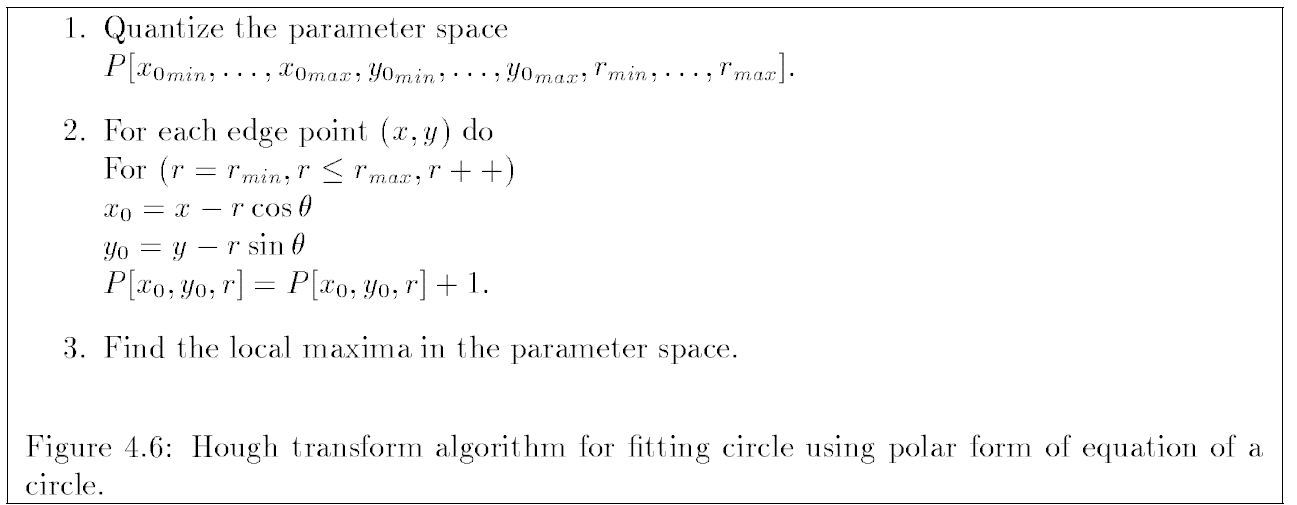 1. Quantize the parameter space
P[x₀ₘᵢₙ, . . . , x₀ₘₐₓ, y₀ₘᵢₙ, . . . , y₀ₘₐₓ, rₘᵢₙ, . . . , rₘₐₓ].
2. For each edge point (x, y) do
For (r = rₘᵢₙ, r ≤ rₘₐₓ, r + +)
x₀ = x − r cos θ
y₀ = y − r sin θ
P[x₀, y₀, r] = P[x₀, y₀, r] + 1.
3. Find the local maxima in the parameter space.
Figure 4.6: Hough transform algorithm for fitting circle using polar form of equation of a
circle.